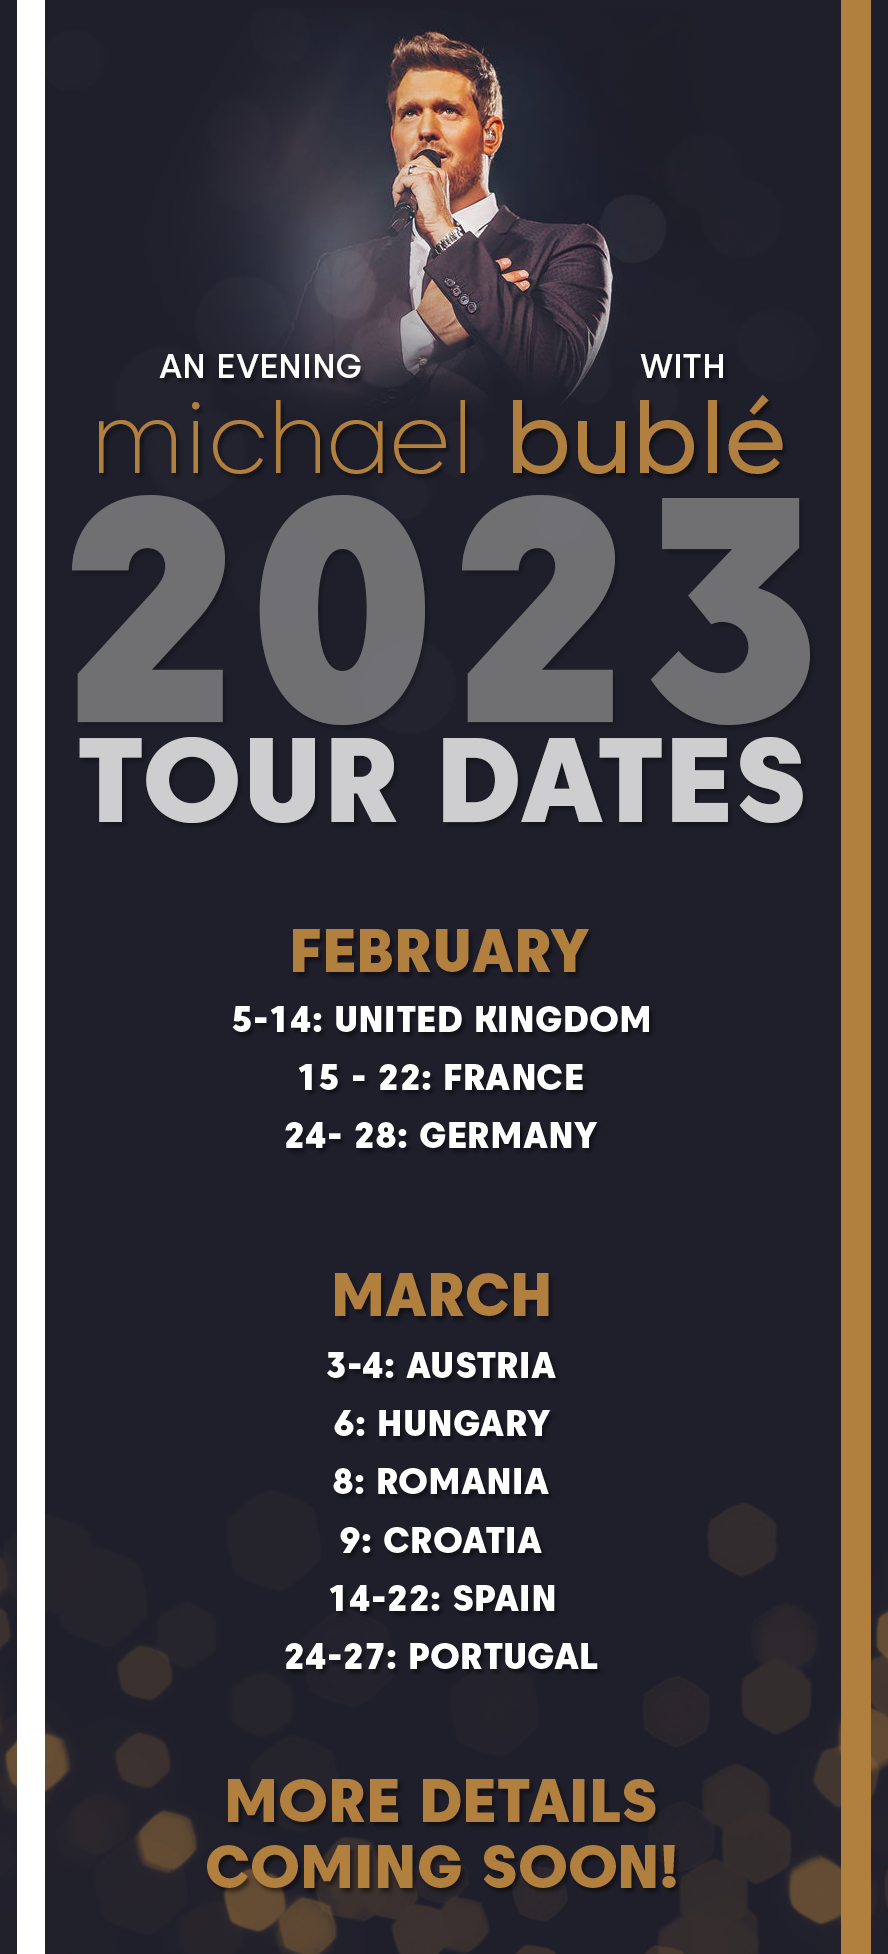 AN EVENING WITH
michael bublé
2023
TOUR DATES
FEBRUARY
5-14: UNITED KINGDOM
15 - 22: FRANCE
24- 28: GERMANY
MARCH
3-4: AUSTRIA
6: HUNGARY
8: ROMANIA
9: CROATIA
14-22: SPAIN
24-27: PORTUGAL
MORE DETAILS
COMING SOON!